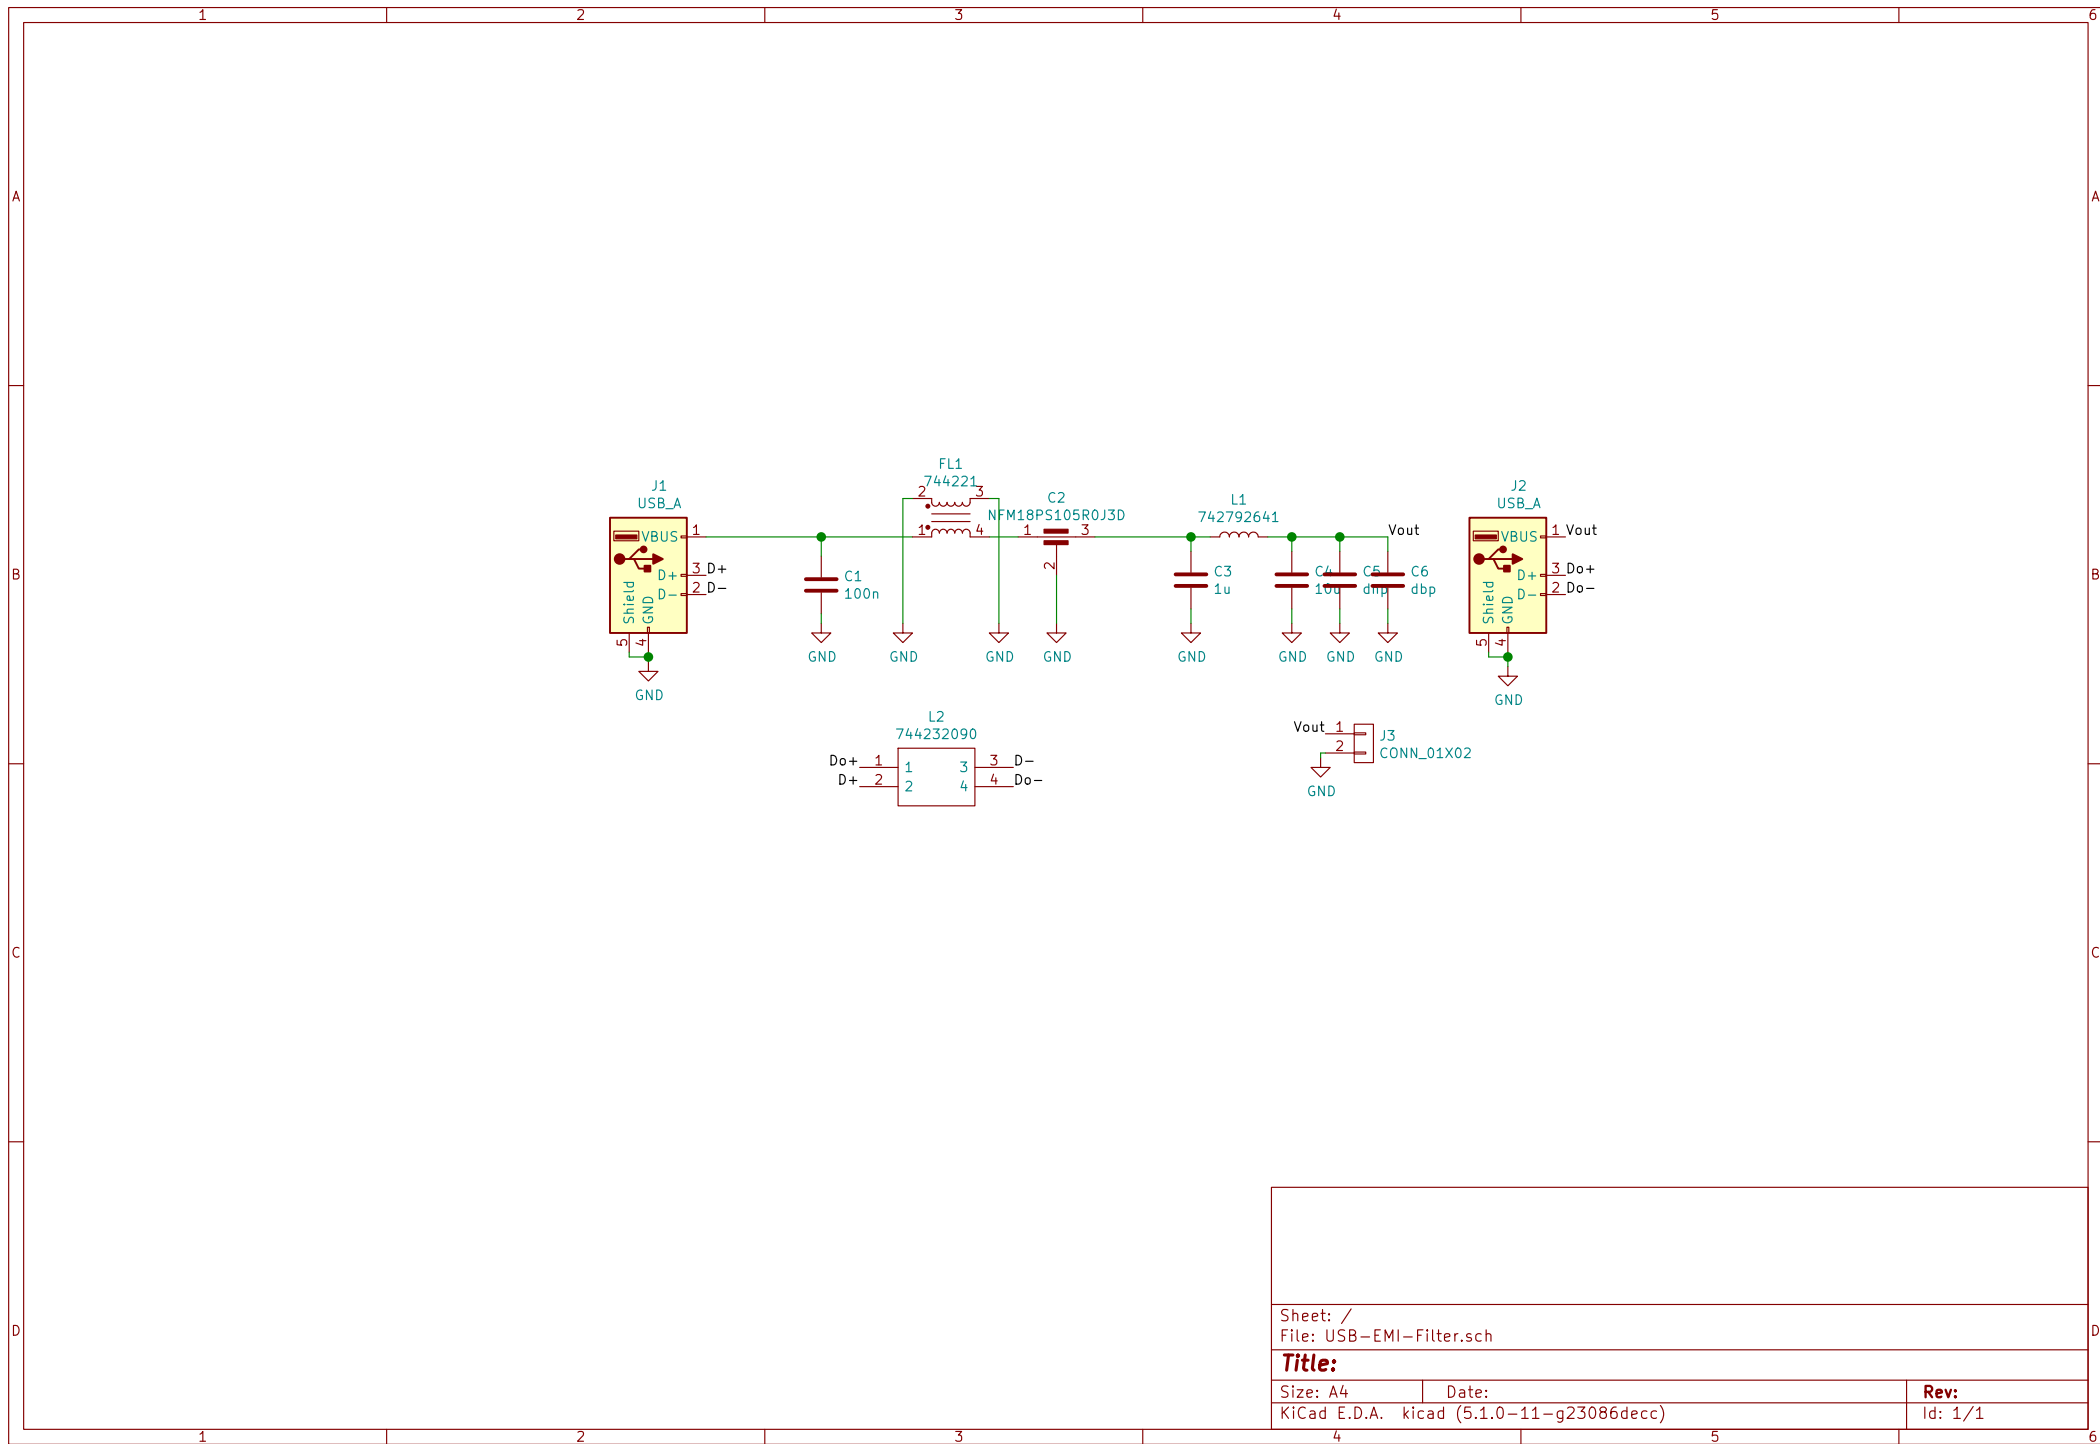 1 2 3 4 5 6
A A
B B
C C
D D
J1
USB_A
VBUS 1
D+ 3 D+
D- 2 D-
Shield
GND
5 4
GND
C1
100n
GND
FL1
744221
2 3
1 4
GND
GND
C2
NFM18PS105R0J3D
1 3
2
GND
C3
1u
GND
L1
742792641
C4
10u
GND
C5
dnp
GND
Vout
C6
dbp
GND
J2
USB_A
VBUS 1 Vout
D+ 3 Do+
D- 2 Do-
Shield
GND
5 4
GND
L2
744232090
Do+ 1 1 3 3 D-
D+ 2 2 4 4 Do-
Vout 1
2
J3
CONN_01X02
GND
Sheet: /
File: USB-EMI-Filter.sch
Title:
Size: A4 Date: Rev:
KiCad E.D.A. kicad (5.1.0-11-g23086decc) Id: 1/1
1 2 3 4 5 6